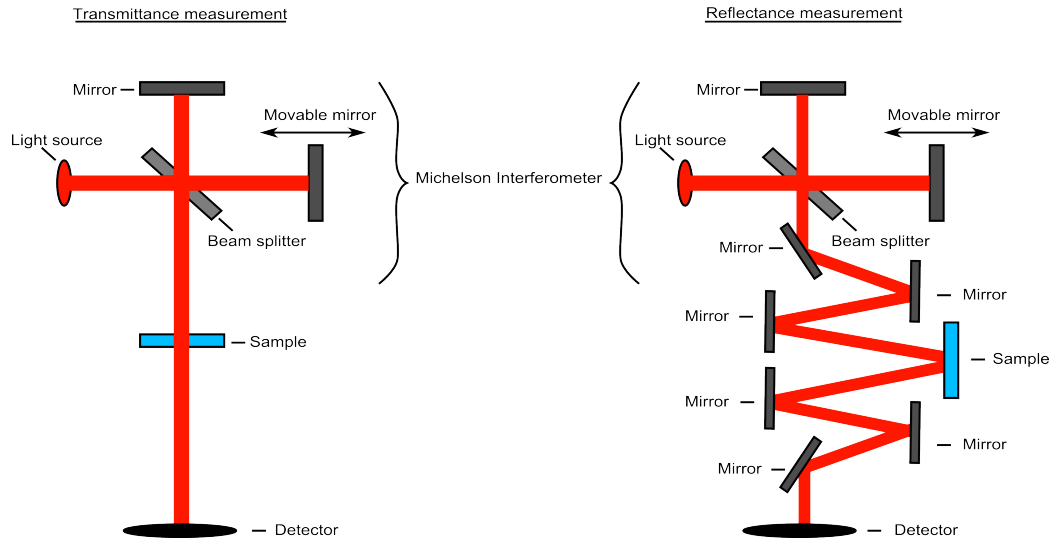 Transmittance measurement
Mirror
Movable mirror
Light source
Beam splitter
Sample
Detector
Michelson Interferometer
Reflectance measurement
Mirror
Movable mirror
Light source
Beam splitter
Mirror
Mirror
Mirror
Sample
Mirror
Mirror
Mirror
Detector